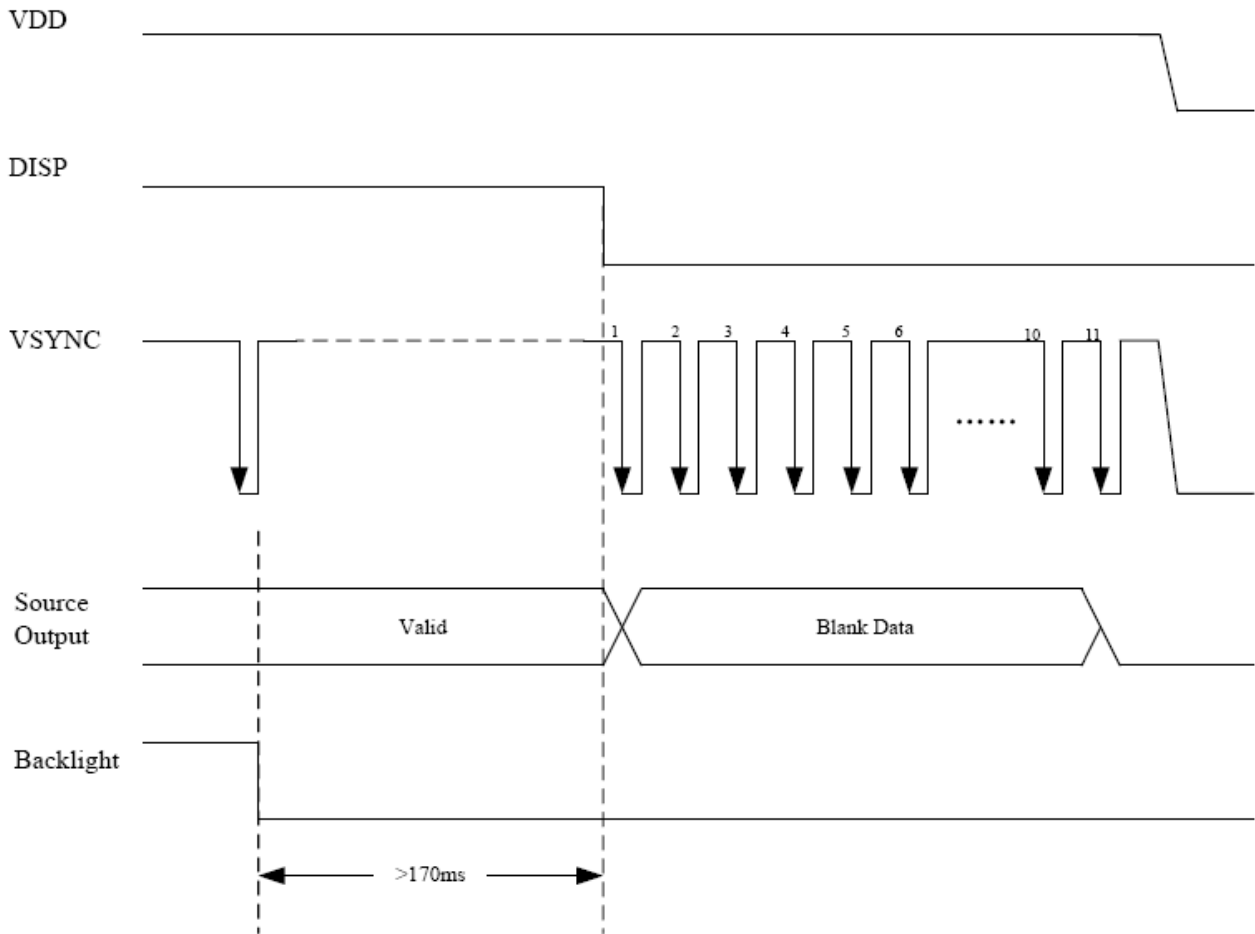 VDD
DISP
VSYNC
1 2 3 4 5 6 10 11
......
Source
Output
Valid
Blank Data
Backlight
>170ms